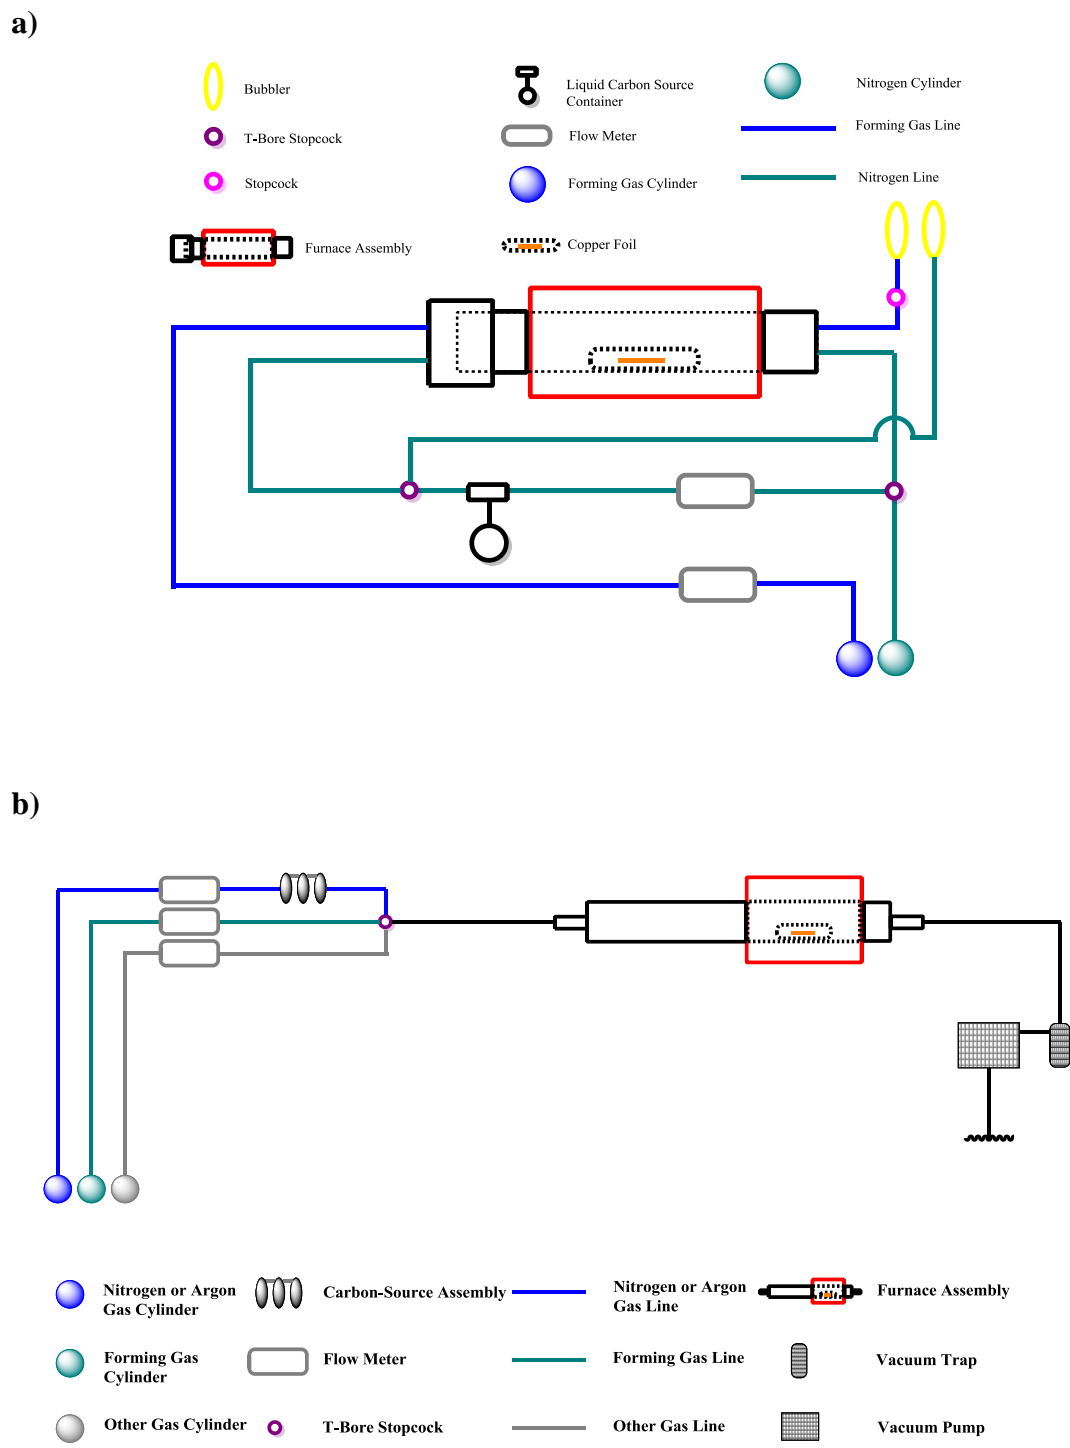 a)
Bubbler
Liquid Carbon Source
Container
Nitrogen Cylinder
T-Bore Stopcock
Flow Meter
Forming Gas Line
Stopcock
Forming Gas Cylinder
Nitrogen Line
Furnace Assembly
Copper Foil
b)
Nitrogen or Argon
Gas Cylinder
Carbon-Source Assembly
Nitrogen or Argon
Gas Line
Furnace Assembly
Forming Gas
Cylinder
Flow Meter
Forming Gas Line
Vacuum Trap
Other Gas Cylinder
T-Bore Stopcock
Other Gas Line
Vacuum Pump